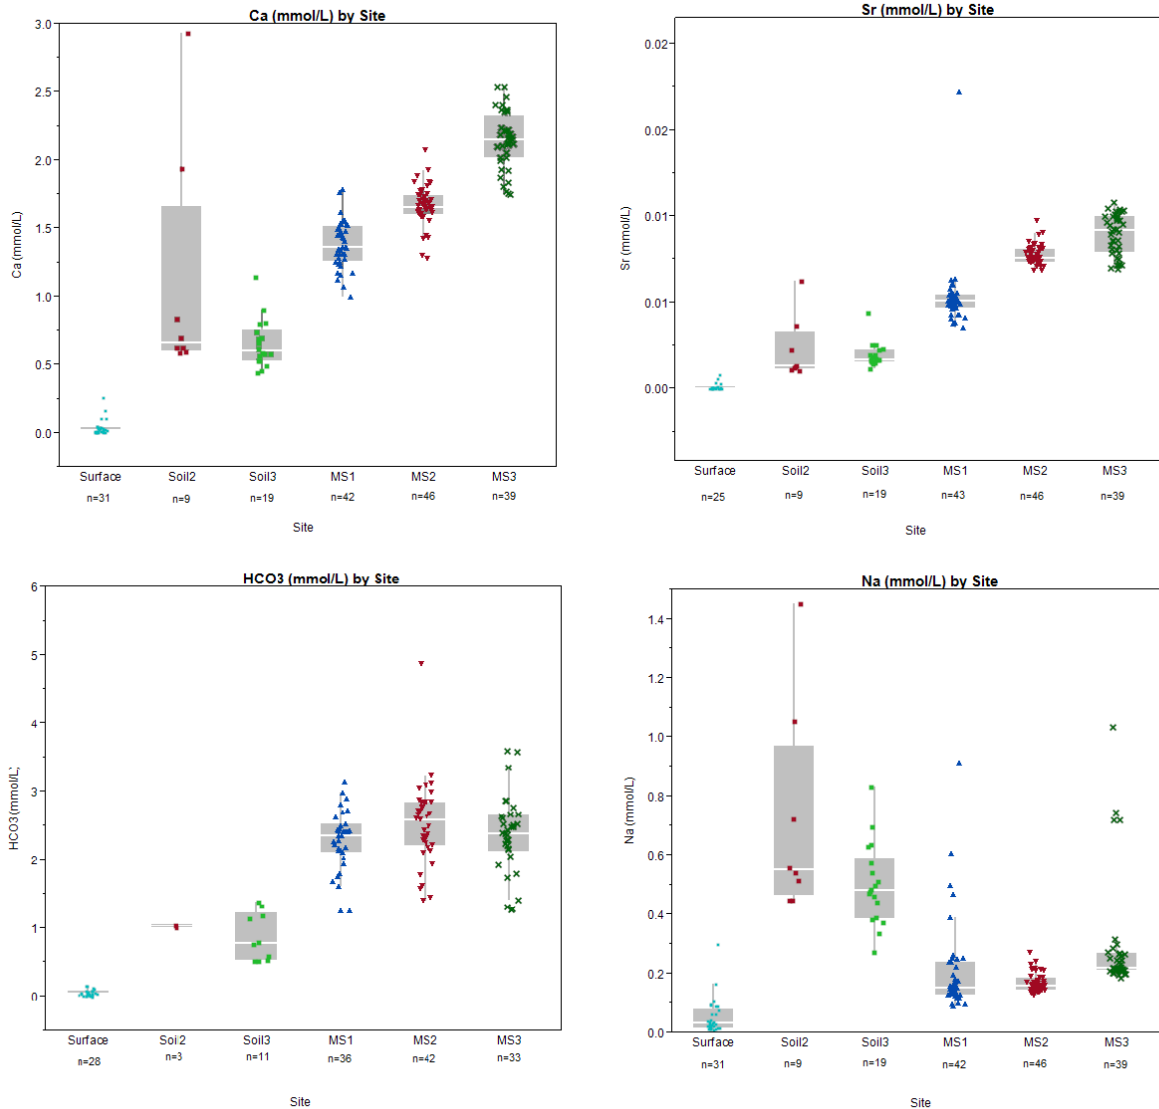 Ca (mmol/L) by Site
3.0
2.5
2.0
1.5
1.0
0.5
0.0
Ca (mmol/L)
Surface Soil2 Soil3 MS1 MS2 MS3
n=31 n=9 n=19 n=42 n=46 n=39
Site
Sr (mmol/L) by Site
0.02
0.02
0.01
0.01
0.00
Sr (mmol/L)
Surface Soil2 Soil3 MS1 MS2 MS3
n=25 n=9 n=19 n=43 n=46 n=39
Site
HCO3 (mmol/L) by Site
6
5
4
3
2
1
0
HCO3 (mmol/L)
Surface Soil2 Soil3 MS1 MS2 MS3
n=28 n=3 n=11 n=36 n=42 n=33
Site
Na (mmol/L) by Site
1.4
1.2
1.0
0.8
0.6
0.4
0.2
0.0
Na (mmol/L)
Surface Soil2 Soil3 MS1 MS2 MS3
n=31 n=9 n=19 n=42 n=46 n=39
Site